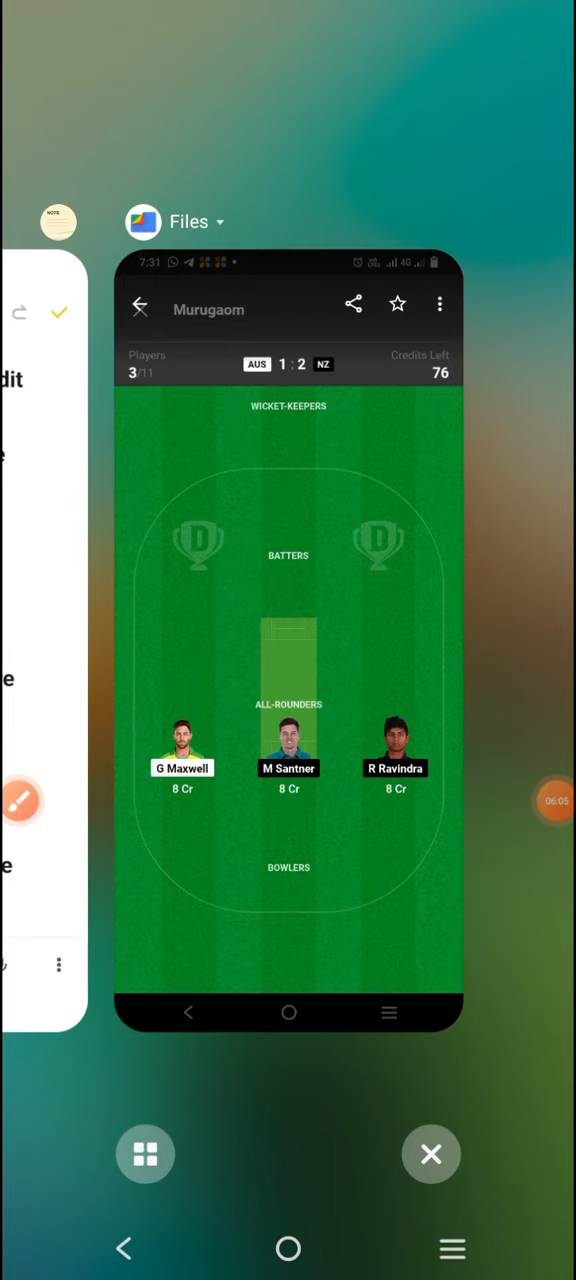 NOTE
Files
7:31
4G
Murugaom
dit
Players
Credits Left
3/11
AUS 1 : 2 NZ
76
WICKET-KEEPERS
e
D D
BATTERS
e
ALL-ROUNDERS
G Maxwell M Santner R Ravindra
8 Cr 8 Cr 8 Cr
06:05
e
BOWLERS